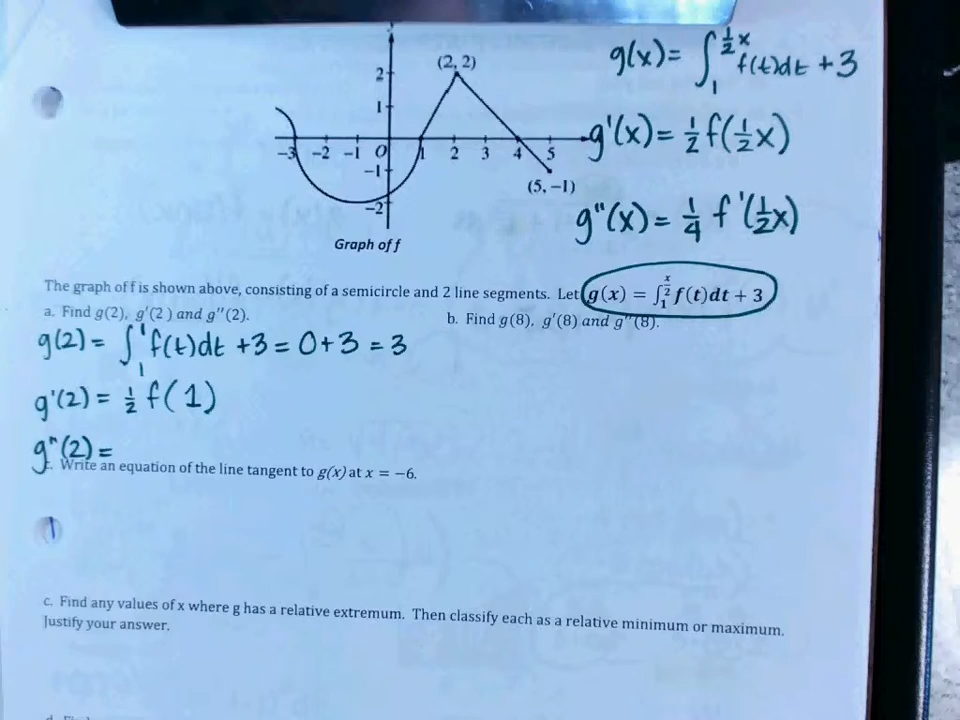 g(x) = ∫₁^{½x} f(t)dt + 3
(2, 2)
2
1
g'(x) = ½ f(½x)
−3 −2 −1 O 1 2 3 4 5
−1
(5, −1)
−2
g"(x) = ¼ f '(½x)
Graph of f
The graph of f is shown above, consisting of a semicircle and 2 line segments. Let g(x) = ∫₁^{x/2} f(t)dt + 3
a. Find g(2), g'(2 ) and g''(2). b. Find g(8), g'(8) and g''(8).
g(2) = ∫₁¹ f(t)dt + 3 = 0+3 = 3
g'(2) = ½ f(1)
g"(2) =
Write an equation of the line tangent to g(x) at x = −6.
c. Find any values of x where g has a relative extremum. Then classify each as a relative minimum or maximum.
Justify your answer.